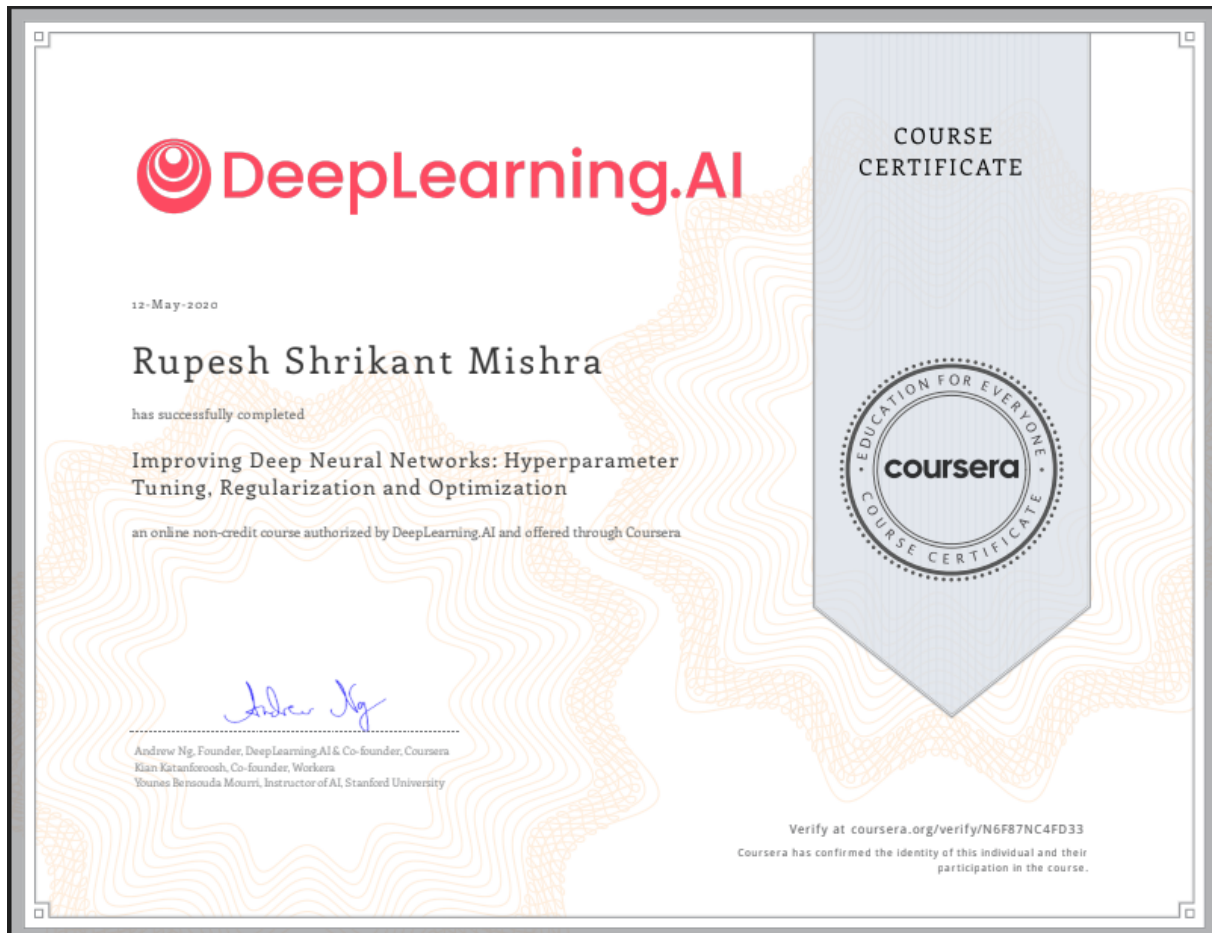 DeepLearning.AI
COURSE
CERTIFICATE
12-May-2020
Rupesh Shrikant Mishra
has successfully completed
Improving Deep Neural Networks: Hyperparameter
Tuning, Regularization and Optimization
an online non-credit course authorized by DeepLearning.AI and offered through Coursera
EDUCATION FOR EVERYONE
coursera
COURSE CERTIFICATE
Andrew Ng
Andrew Ng, Founder, DeepLearning.AI & Co-founder, Coursera
Kian Katanforoosh, Co-founder, Workera
Younes Bensouda Mourri, Instructor of AI, Stanford University
Verify at coursera.org/verify/N6F87NC4FD33
Coursera has confirmed the identity of this individual and their
participation in the course.